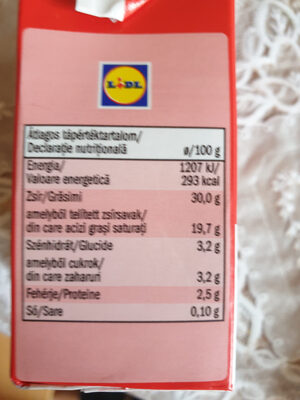 LIDL
Átlagos tápértéktartalom/
Declarație nutrițională ø/100 g
Energia/ 1207 kJ/
Valoare energetică 293 kcal
Zsír/Grăsimi 30,0 g
amelyből telített zsírsavak/
din care acizi grași saturați 19,7 g
Szénhidrát/Glucide 3,2 g
amelyből cukrok/
din care zaharuri 3,2 g
Fehérje/Proteine 2,5 g
Só/Sare 0,10 g